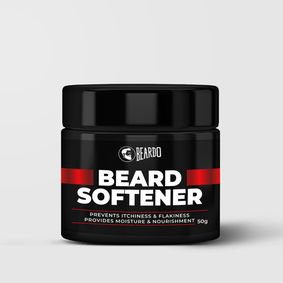 BEARDO
BEARD
SOFTENER
PREVENTS ITCHINESS & FLAKINESS
PROVIDES MOISTURE & NOURISHMENT 50g